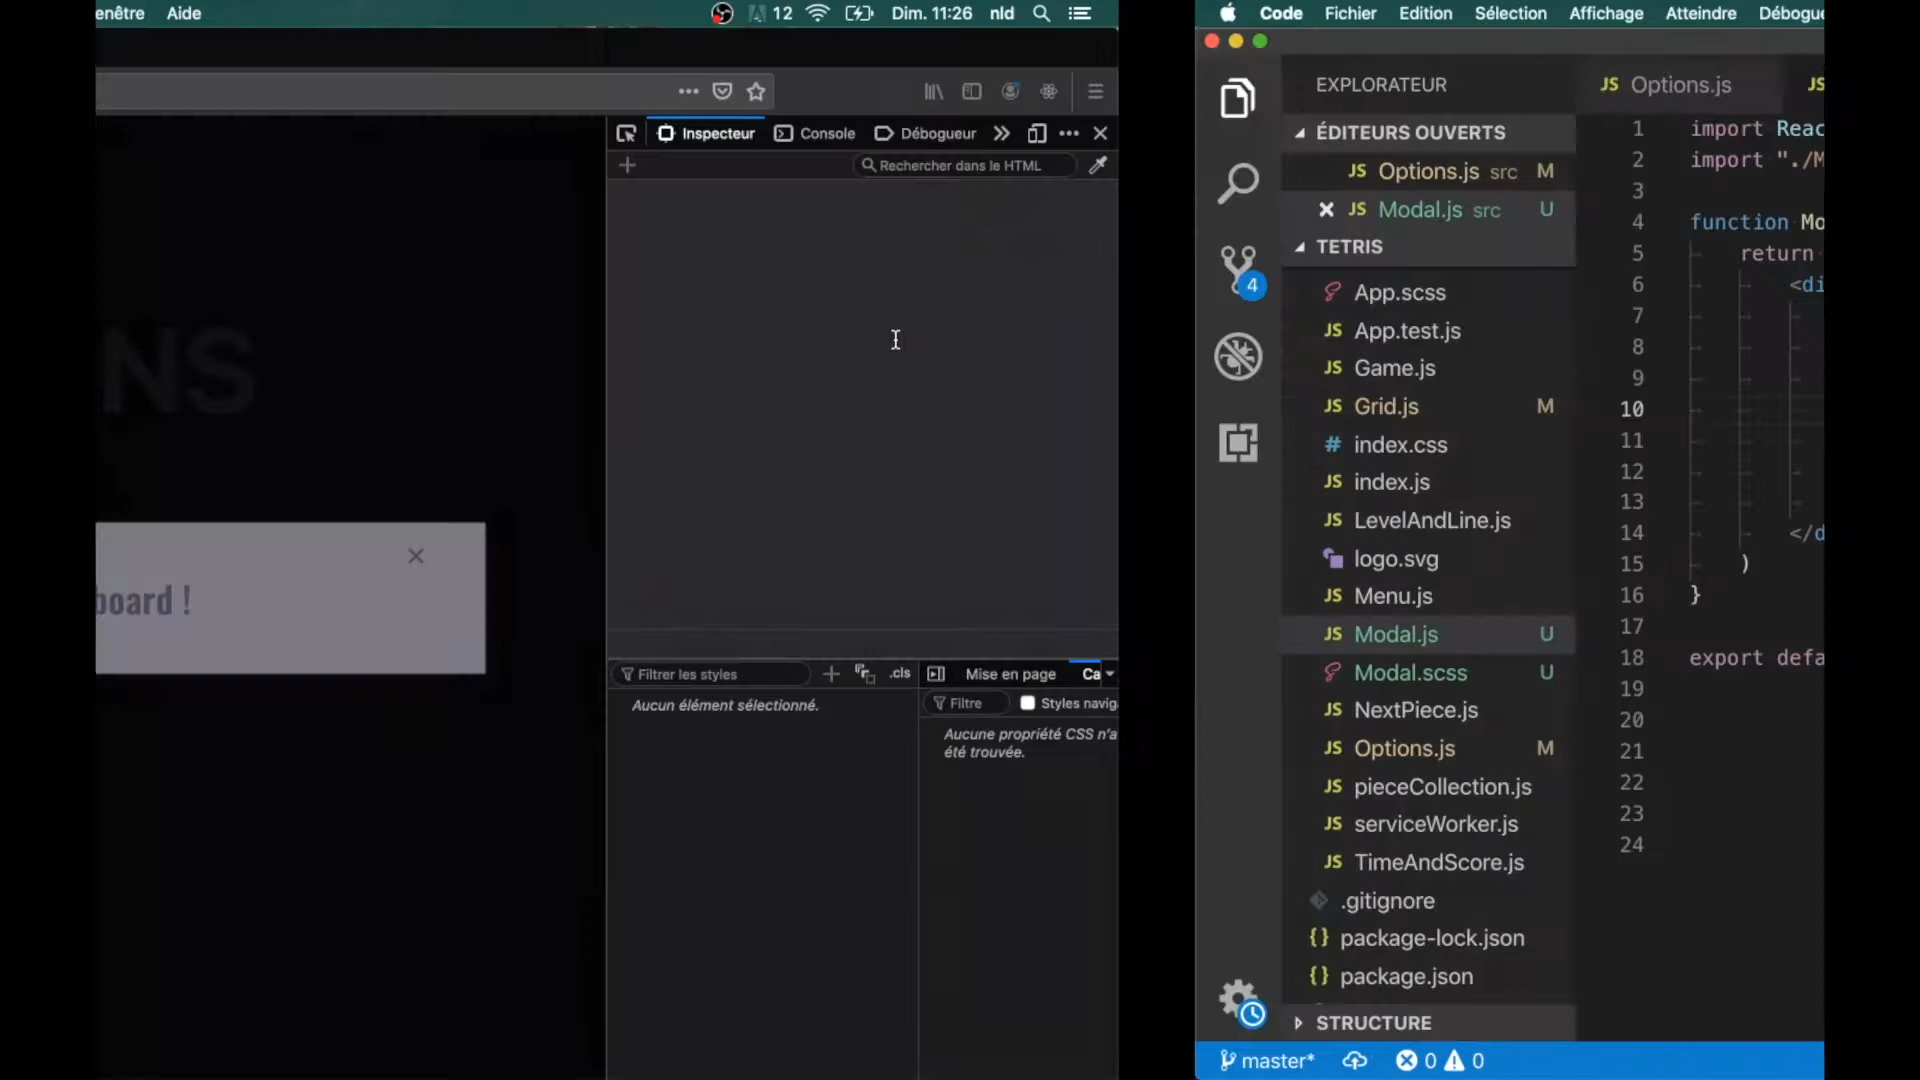 enêtre Aide
12 Dim. 11:26 nld
Inspecteur Console Débogueur
Rechercher dans le HTML
NS
board !
Filtrer les styles .cls
Aucun élément sélectionné.
Mise en page Ca
Filtre Styles navig
Aucune propriété CSS n'a
été trouvée.
Code Fichier Edition Sélection Affichage Atteindre Débogue
EXPLORATEUR
ÉDITEURS OUVERTS
JS Options.js src M
JS Modal.js src U
TETRIS
App.scss
JS App.test.js
JS Game.js
JS Grid.js M
# index.css
JS index.js
JS LevelAndLine.js
logo.svg
JS Menu.js
JS Modal.js U
Modal.scss U
JS NextPiece.js
JS Options.js M
JS pieceCollection.js
JS serviceWorker.js
JS TimeAndScore.js
.gitignore
{} package-lock.json
{} package.json
STRUCTURE
4
master* 0 0
JS Options.js JS
1 import Reac
2 import "./M
3
4 function Mo
5 return
6 <di
7
8
9
10
11
12
13
14 </d
15 )
16 }
17
18 export defa
19
20
21
22
23
24